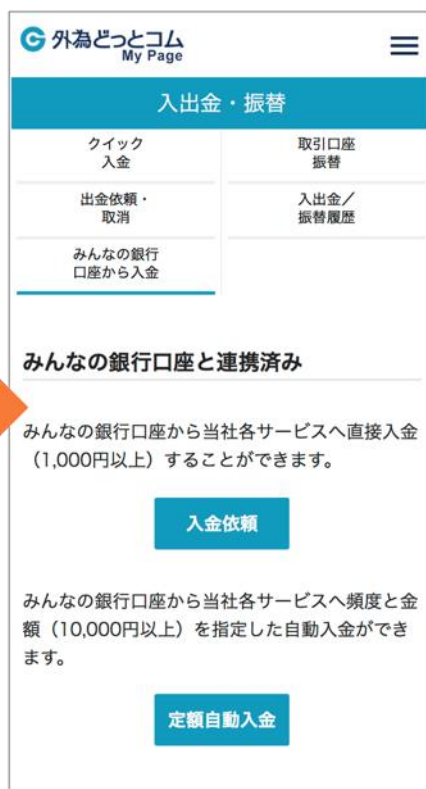 外為どっとコム
My Page
入出金・振替
クイック
入金
取引口座
振替
出金依頼・
取消
入出金／
振替履歴
みんなの銀行
口座から入金
みんなの銀行口座と連携済み
みんなの銀行口座から当社各サービスへ直接入金
（1,000円以上）することができます。
入金依頼
みんなの銀行口座から当社各サービスへ頻度と金
額（10,000円以上）を指定した自動入金ができ
ます。
定額自動入金